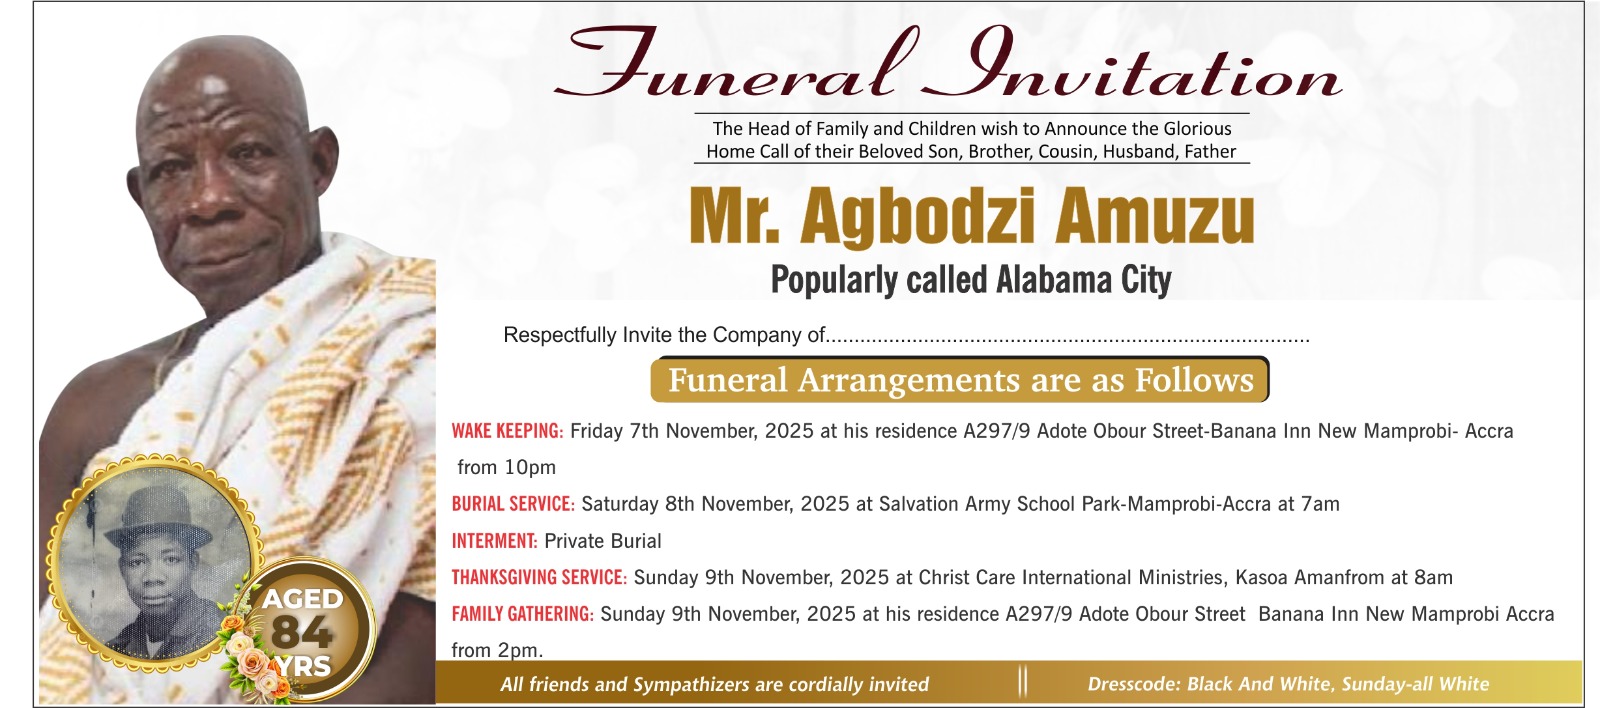 Funeral Invitation
The Head of Family and Children wish to Announce the Glorious
Home Call of their Beloved Son, Brother, Cousin, Husband, Father
Mr. Agbodzi Amuzu
Popularly called Alabama City
Respectfully Invite the Company of...................................................................................
Funeral Arrangements are as Follows
WAKE KEEPING: Friday 7th November, 2025 at his residence A297/9 Adote Obour Street-Banana Inn New Mamprobi- Accra
from 10pm
BURIAL SERVICE: Saturday 8th November, 2025 at Salvation Army School Park-Mamprobi-Accra at 7am
INTERMENT: Private Burial
THANKSGIVING SERVICE: Sunday 9th November, 2025 at Christ Care International Ministries, Kasoa Amanfrom at 8am
FAMILY GATHERING: Sunday 9th November, 2025 at his residence A297/9 Adote Obour Street  Banana Inn New Mamprobi Accra
from 2pm.
AGED
84
YRS
All friends and Sympathizers are cordially invited
Dresscode: Black And White, Sunday-all White